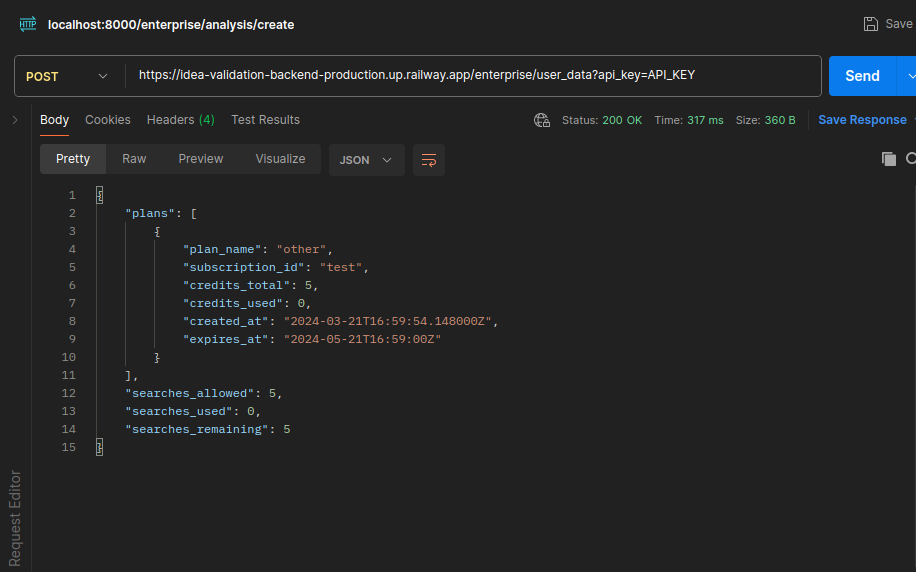 HTTP localhost:8000/enterprise/analysis/create Save
POST https://idea-validation-backend-production.up.railway.app/enterprise/user_data?api_key=API_KEY Send
Body Cookies Headers (4) Test Results Status: 200 OK Time: 317 ms Size: 360 B Save Response
Pretty Raw Preview Visualize JSON
1 {
2 "plans": [
3 {
4 "plan_name": "other",
5 "subscription_id": "test",
6 "credits_total": 5,
7 "credits_used": 0,
8 "created_at": "2024-03-21T16:59:54.148000Z",
9 "expires_at": "2024-05-21T16:59:00Z"
10 }
11 ],
12 "searches_allowed": 5,
13 "searches_used": 0,
14 "searches_remaining": 5
15 }
Request Editor